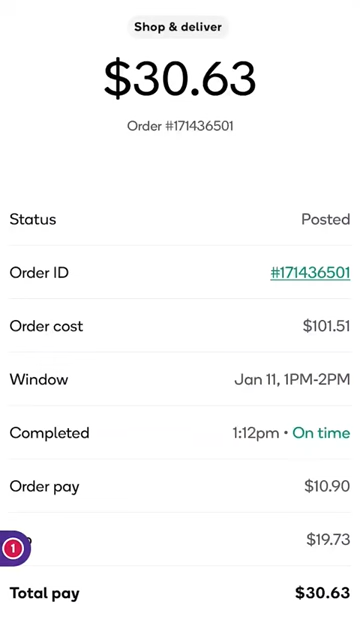 Shop & deliver
$30.63
Order #171436501
Status Posted
Order ID #171436501
Order cost $101.51
Window Jan 11, 1PM-2PM
Completed 1:12pm • On time
Order pay $10.90
1 $19.73
Total pay $30.63